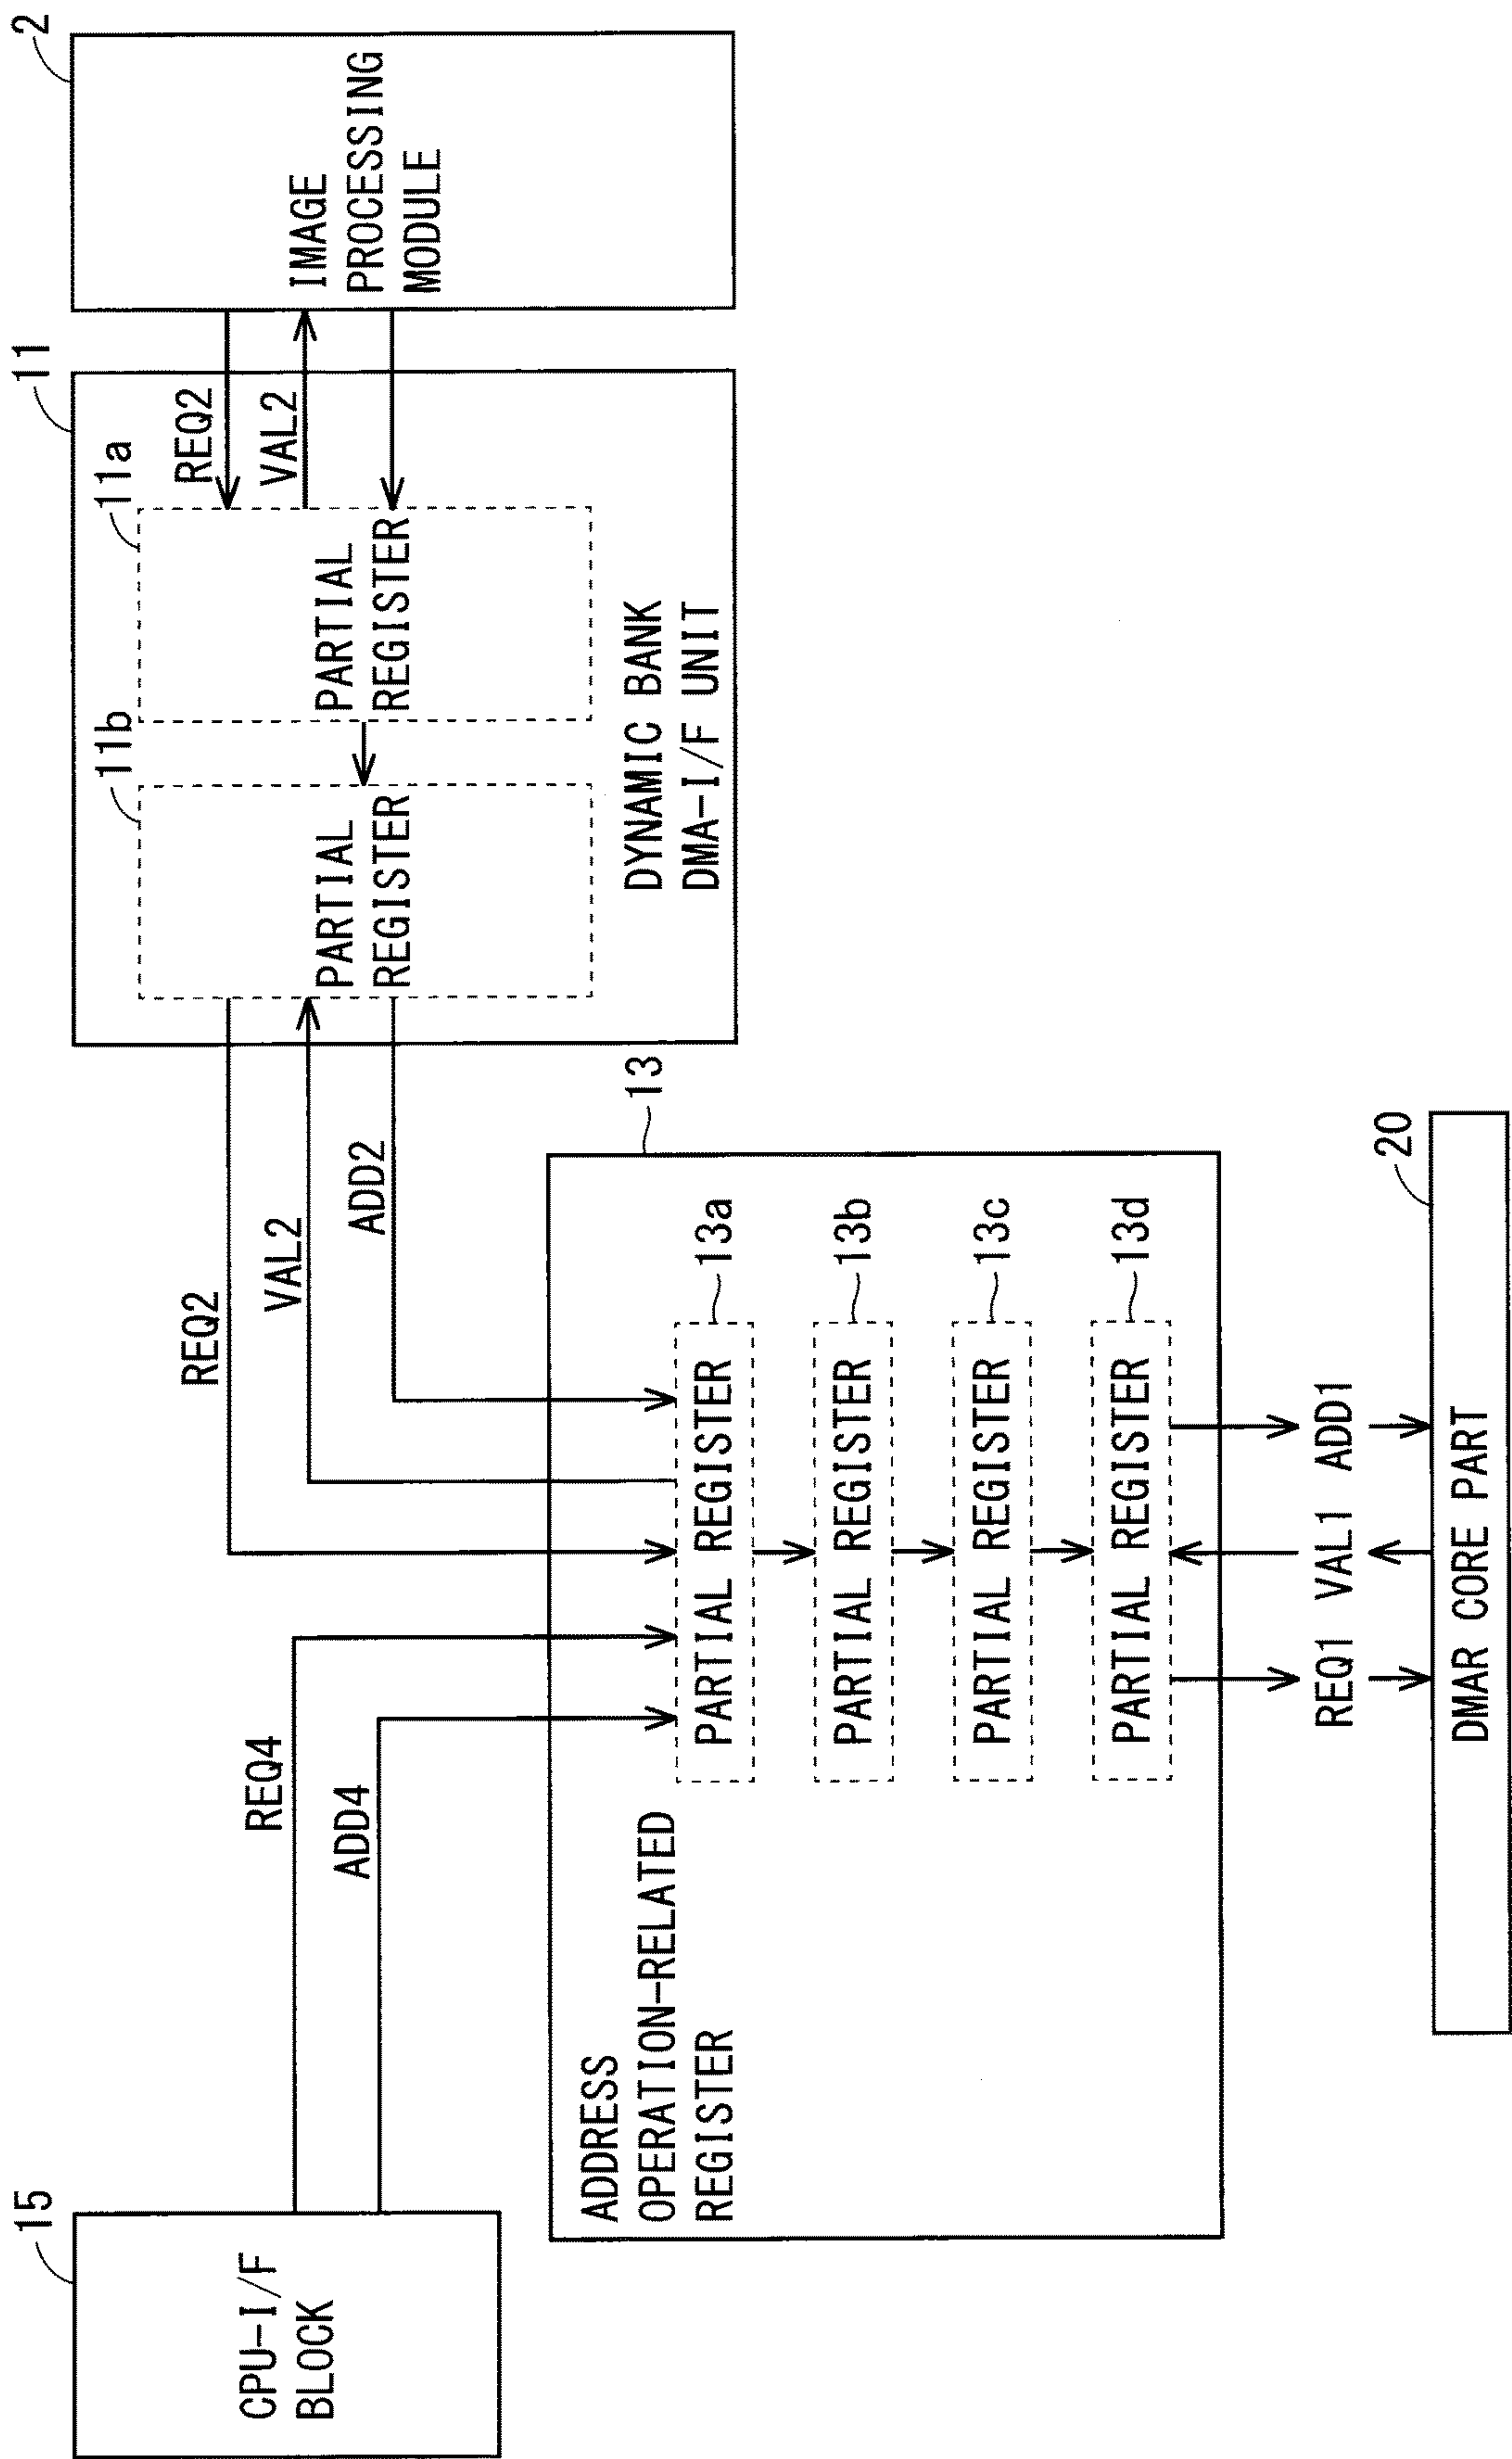 15
CPU-I/F
BLOCK
REQ4
ADD4
REQ2
VAL2
ADD2
11
11b
PARTIAL
REGISTER
11a
PARTIAL
REGISTER
DYNAMIC BANK
DMA-I/F UNIT
REQ2
VAL2
2
IMAGE
PROCESSING
MODULE
13
ADDRESS
OPERATION-RELATED
REGISTER
PARTIAL REGISTER
13a
PARTIAL REGISTER
13b
PARTIAL REGISTER
13c
PARTIAL REGISTER
13d
REQ1
VAL1
ADD1
20
DMAR CORE PART